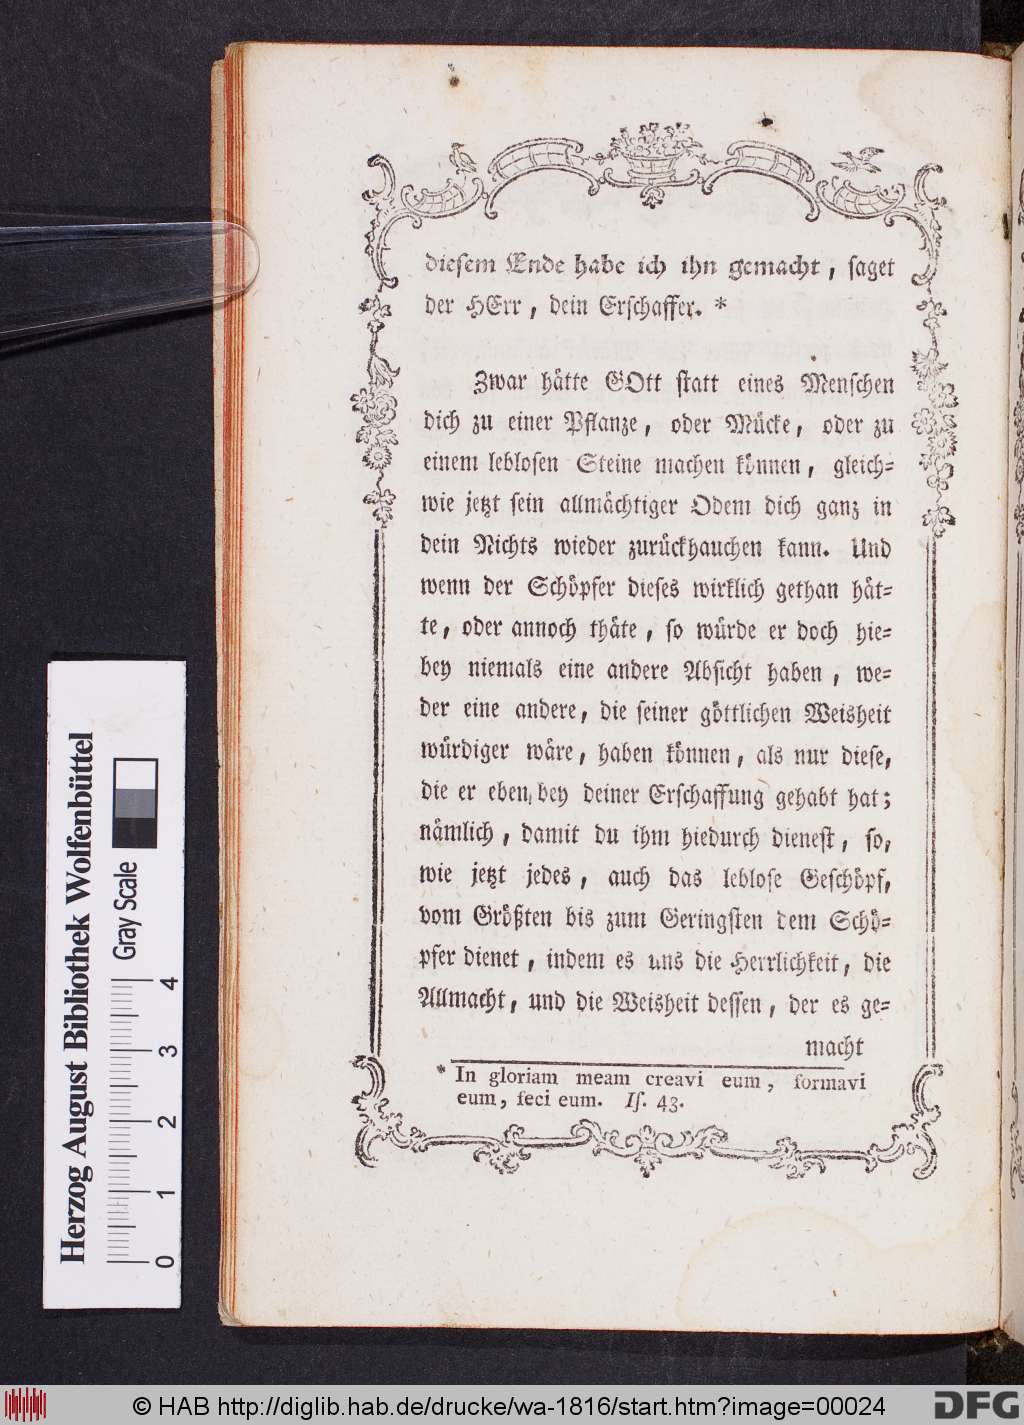 diesem Ende habe ich ihn gemacht, saget
der HErr, dein Erschaffer. *
Zwar hätte GOtt statt eines Menschen
dich zu einer Pflanze, oder Mücke, oder zu
einem leblosen Steine machen können, gleich=
wie jetzt sein allmächtiger Odem dich ganz in
dein Nichts wieder zurückhauchen kann. Und
wenn der Schöpfer dieses wirklich gethan hät=
te, oder annoch thäte, so würde er doch hie=
bey niemals eine andere Absicht haben, we=
der eine andere, die seiner göttlichen Weisheit
würdiger wäre, haben können, als nur diese,
die er eben bey deiner Erschaffung gehabt hat;
nämlich, damit du ihm hiedurch dienest, so,
wie jetzt jedes, auch das leblose Geschöpf,
vom Größten bis zum Geringsten dem Schö=
pfer dienet, indem es uns die Herrlichkeit, die
Allmacht, und die Weisheit dessen, der es ge=
macht
* In gloriam meam creavi eum, formavi
eum, feci eum. Is. 43.
Herzog August Bibliothek Wolfenbüttel
Gray Scale
0 1 2 3 4
© HAB http://diglib.hab.de/drucke/wa-1816/start.htm?image=00024
DFG